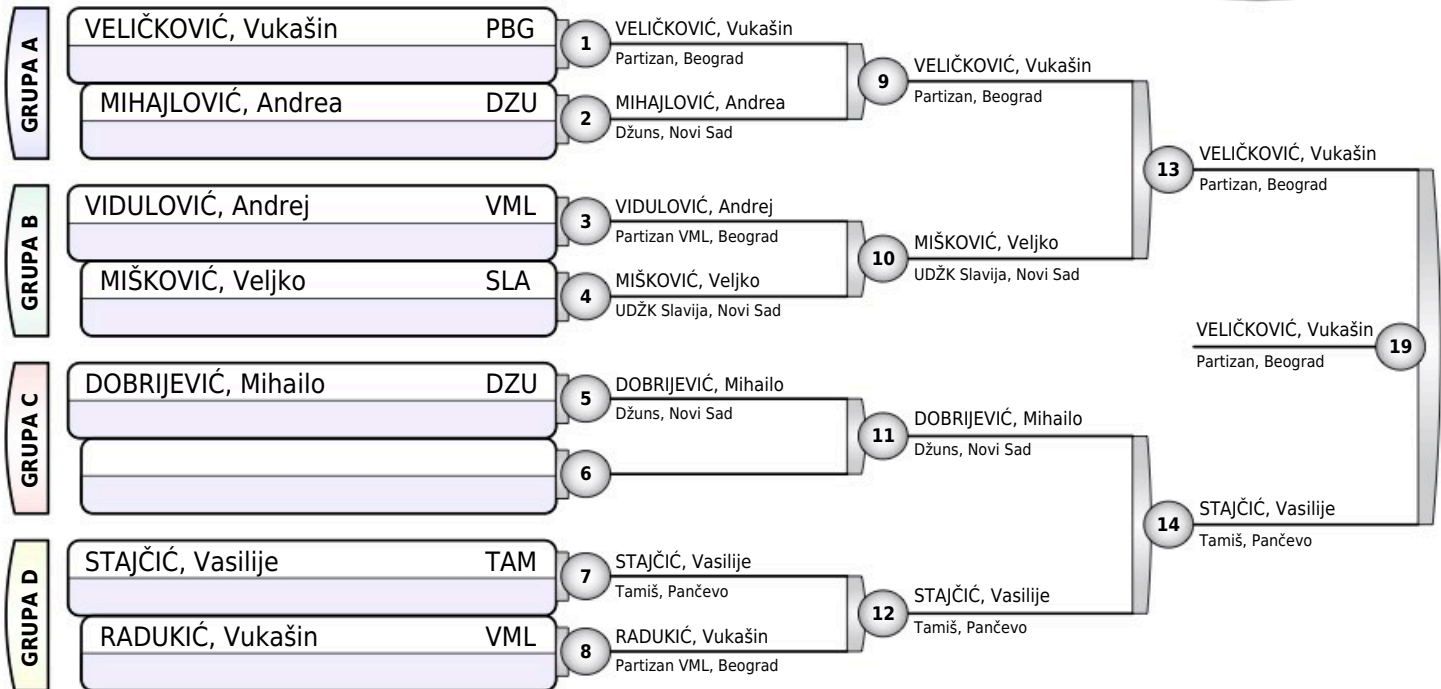 GRUPA A
VELIČKOVIĆ, Vukašin PBG
MIHAJLOVIĆ, Andrea DZU
GRUPA B
VIDULOVIĆ, Andrej VML
MIŠKOVIĆ, Veljko SLA
GRUPA C
DOBRIJEVIĆ, Mihailo DZU
GRUPA D
STAJČIĆ, Vasilije TAM
RADUKIĆ, Vukašin VML
1
VELIČKOVIĆ, Vukašin
Partizan, Beograd
2
MIHAJLOVIĆ, Andrea
Džuns, Novi Sad
3
VIDULOVIĆ, Andrej
Partizan VML, Beograd
4
MIŠKOVIĆ, Veljko
UDŽK Slavija, Novi Sad
5
DOBRIJEVIĆ, Mihailo
Džuns, Novi Sad
6
7
STAJČIĆ, Vasilije
Tamiš, Pančevo
8
RADUKIĆ, Vukašin
Partizan VML, Beograd
9
VELIČKOVIĆ, Vukašin
Partizan, Beograd
10
MIŠKOVIĆ, Veljko
UDŽK Slavija, Novi Sad
11
DOBRIJEVIĆ, Mihailo
Džuns, Novi Sad
12
STAJČIĆ, Vasilije
Tamiš, Pančevo
13
VELIČKOVIĆ, Vukašin
Partizan, Beograd
14
STAJČIĆ, Vasilije
Tamiš, Pančevo
VELIČKOVIĆ, Vukašin
Partizan, Beograd
19